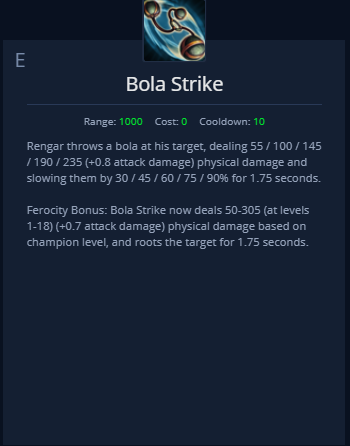 E
Bola Strike
Range: 1000 Cost: 0 Cooldown: 10
Rengar throws a bola at his target, dealing 55 / 100 / 145
/ 190 / 235 (+0.8 attack damage) physical damage and
slowing them by 30 / 45 / 60 / 75 / 90% for 1.75 seconds.
Ferocity Bonus: Bola Strike now deals 50-305 (at levels
1-18) (+0.7 attack damage) physical damage based on
champion level, and roots the target for 1.75 seconds.